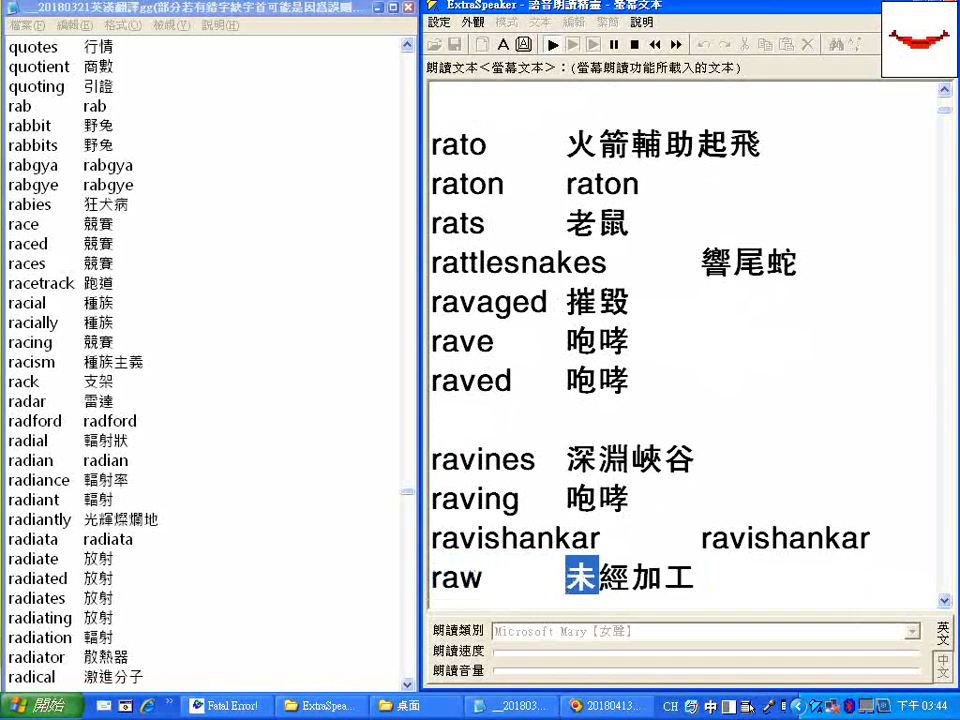 __20180321英漢翻譯gg(部分若有錯字缺字首可能是因為誤刪...
檔案(F) 編輯(E) 格式(O) 檢視(V) 說明(H)
quotes 行情
quotient 商數
quoting 引證
rab rab
rabbit 野兔
rabbits 野兔
rabgya rabgya
rabgye rabgye
rabies 狂犬病
race 競賽
raced 競賽
races 競賽
racetrack 跑道
racial 種族
racially 種族
racing 競賽
racism 種族主義
rack 支架
radar 雷達
radford radford
radial 輻射狀
radian radian
radiance 輻射率
radiant 輻射
radiantly 光輝燦爛地
radiata radiata
radiate 放射
radiated 放射
radiates 放射
radiating 放射
radiation 輻射
radiator 散熱器
radical 激進分子
ExtraSpeaker - 語音朗讀精靈 - 螢幕文本
設定 外觀 模式 文本 編輯 繁簡 說明
朗讀文本<螢幕文本>：(螢幕朗讀功能所載入的文本)
rato 火箭輔助起飛
raton raton
rats 老鼠
rattlesnakes 響尾蛇
ravaged 摧毀
rave 咆哮
raved 咆哮
ravines 深淵峽谷
raving 咆哮
ravishankar ravishankar
raw 未經加工
朗讀類別 Microsoft Mary【女聲】
朗讀速度
朗讀音量
英文
中文
開始 Fatal Error! ExtraSpea... 桌面 __201803... 20180413... CH 中 下午 03:44